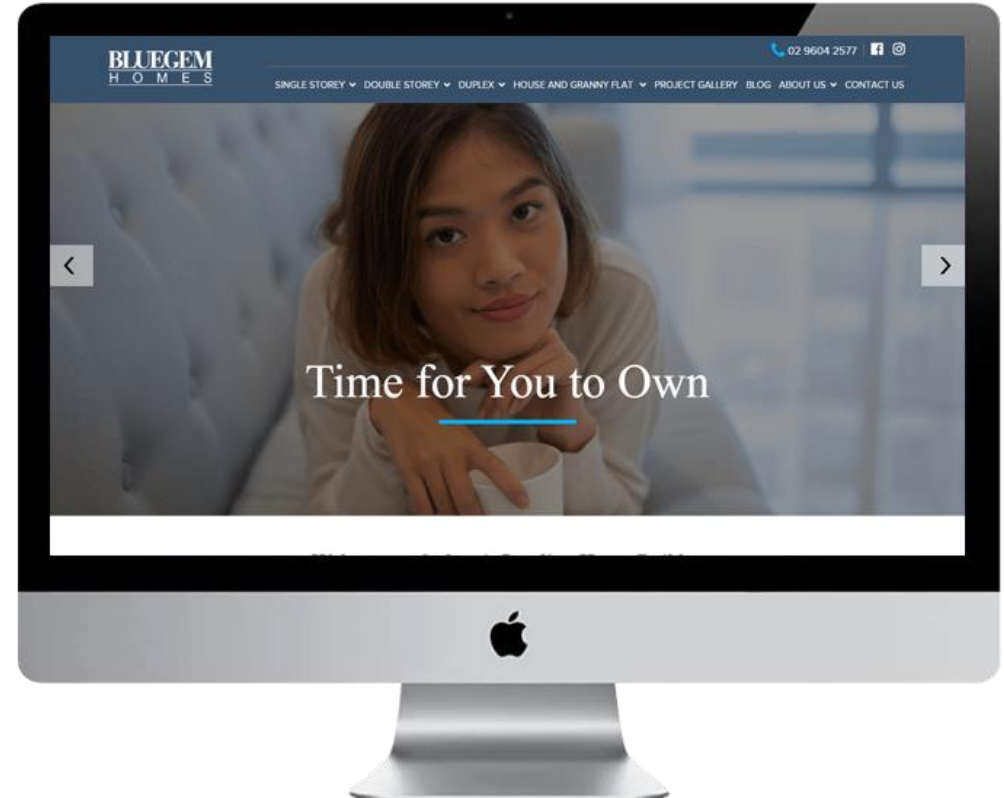 BLUEGEM
HOMES
02 9604 2577
SINGLE STOREY DOUBLE STOREY DUPLEX HOUSE AND GRANNY FLAT PROJECT GALLERY BLOG ABOUT US CONTACT US
Time for You to Own